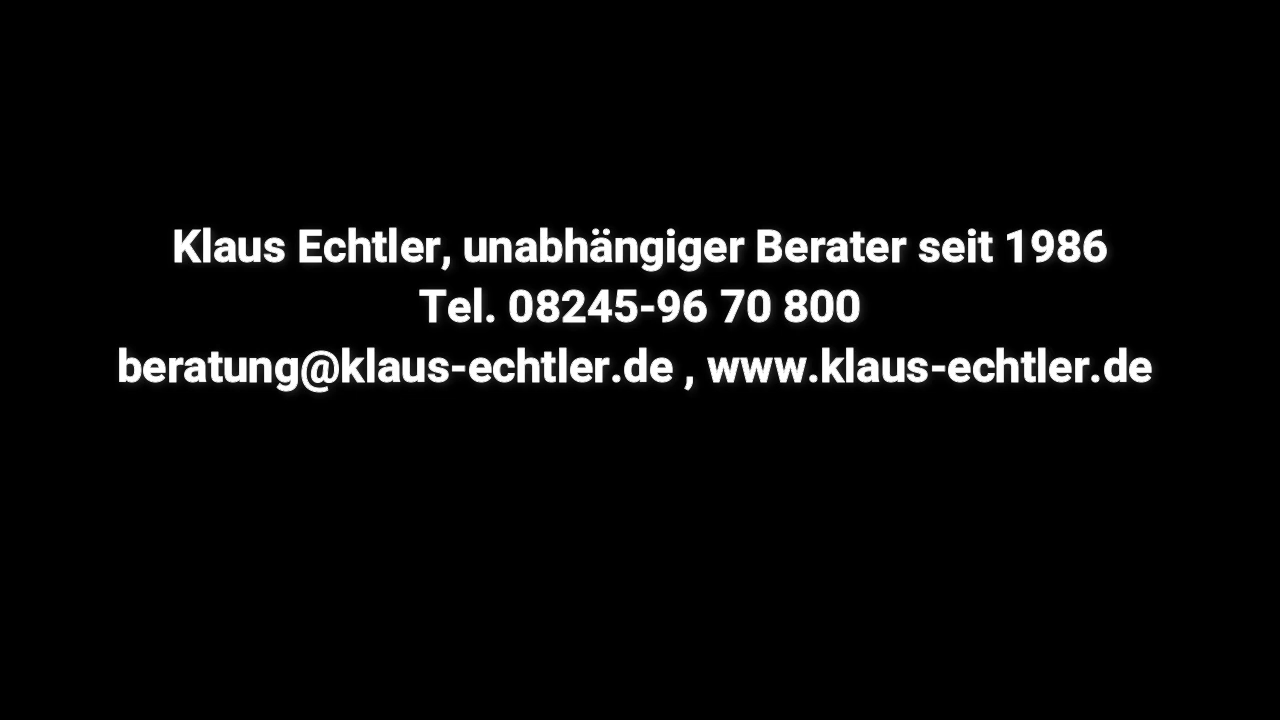 Klaus Echtler, unabhängiger Berater seit 1986
Tel. 08245-96 70 800
beratung@klaus-echtler.de , www.klaus-echtler.de